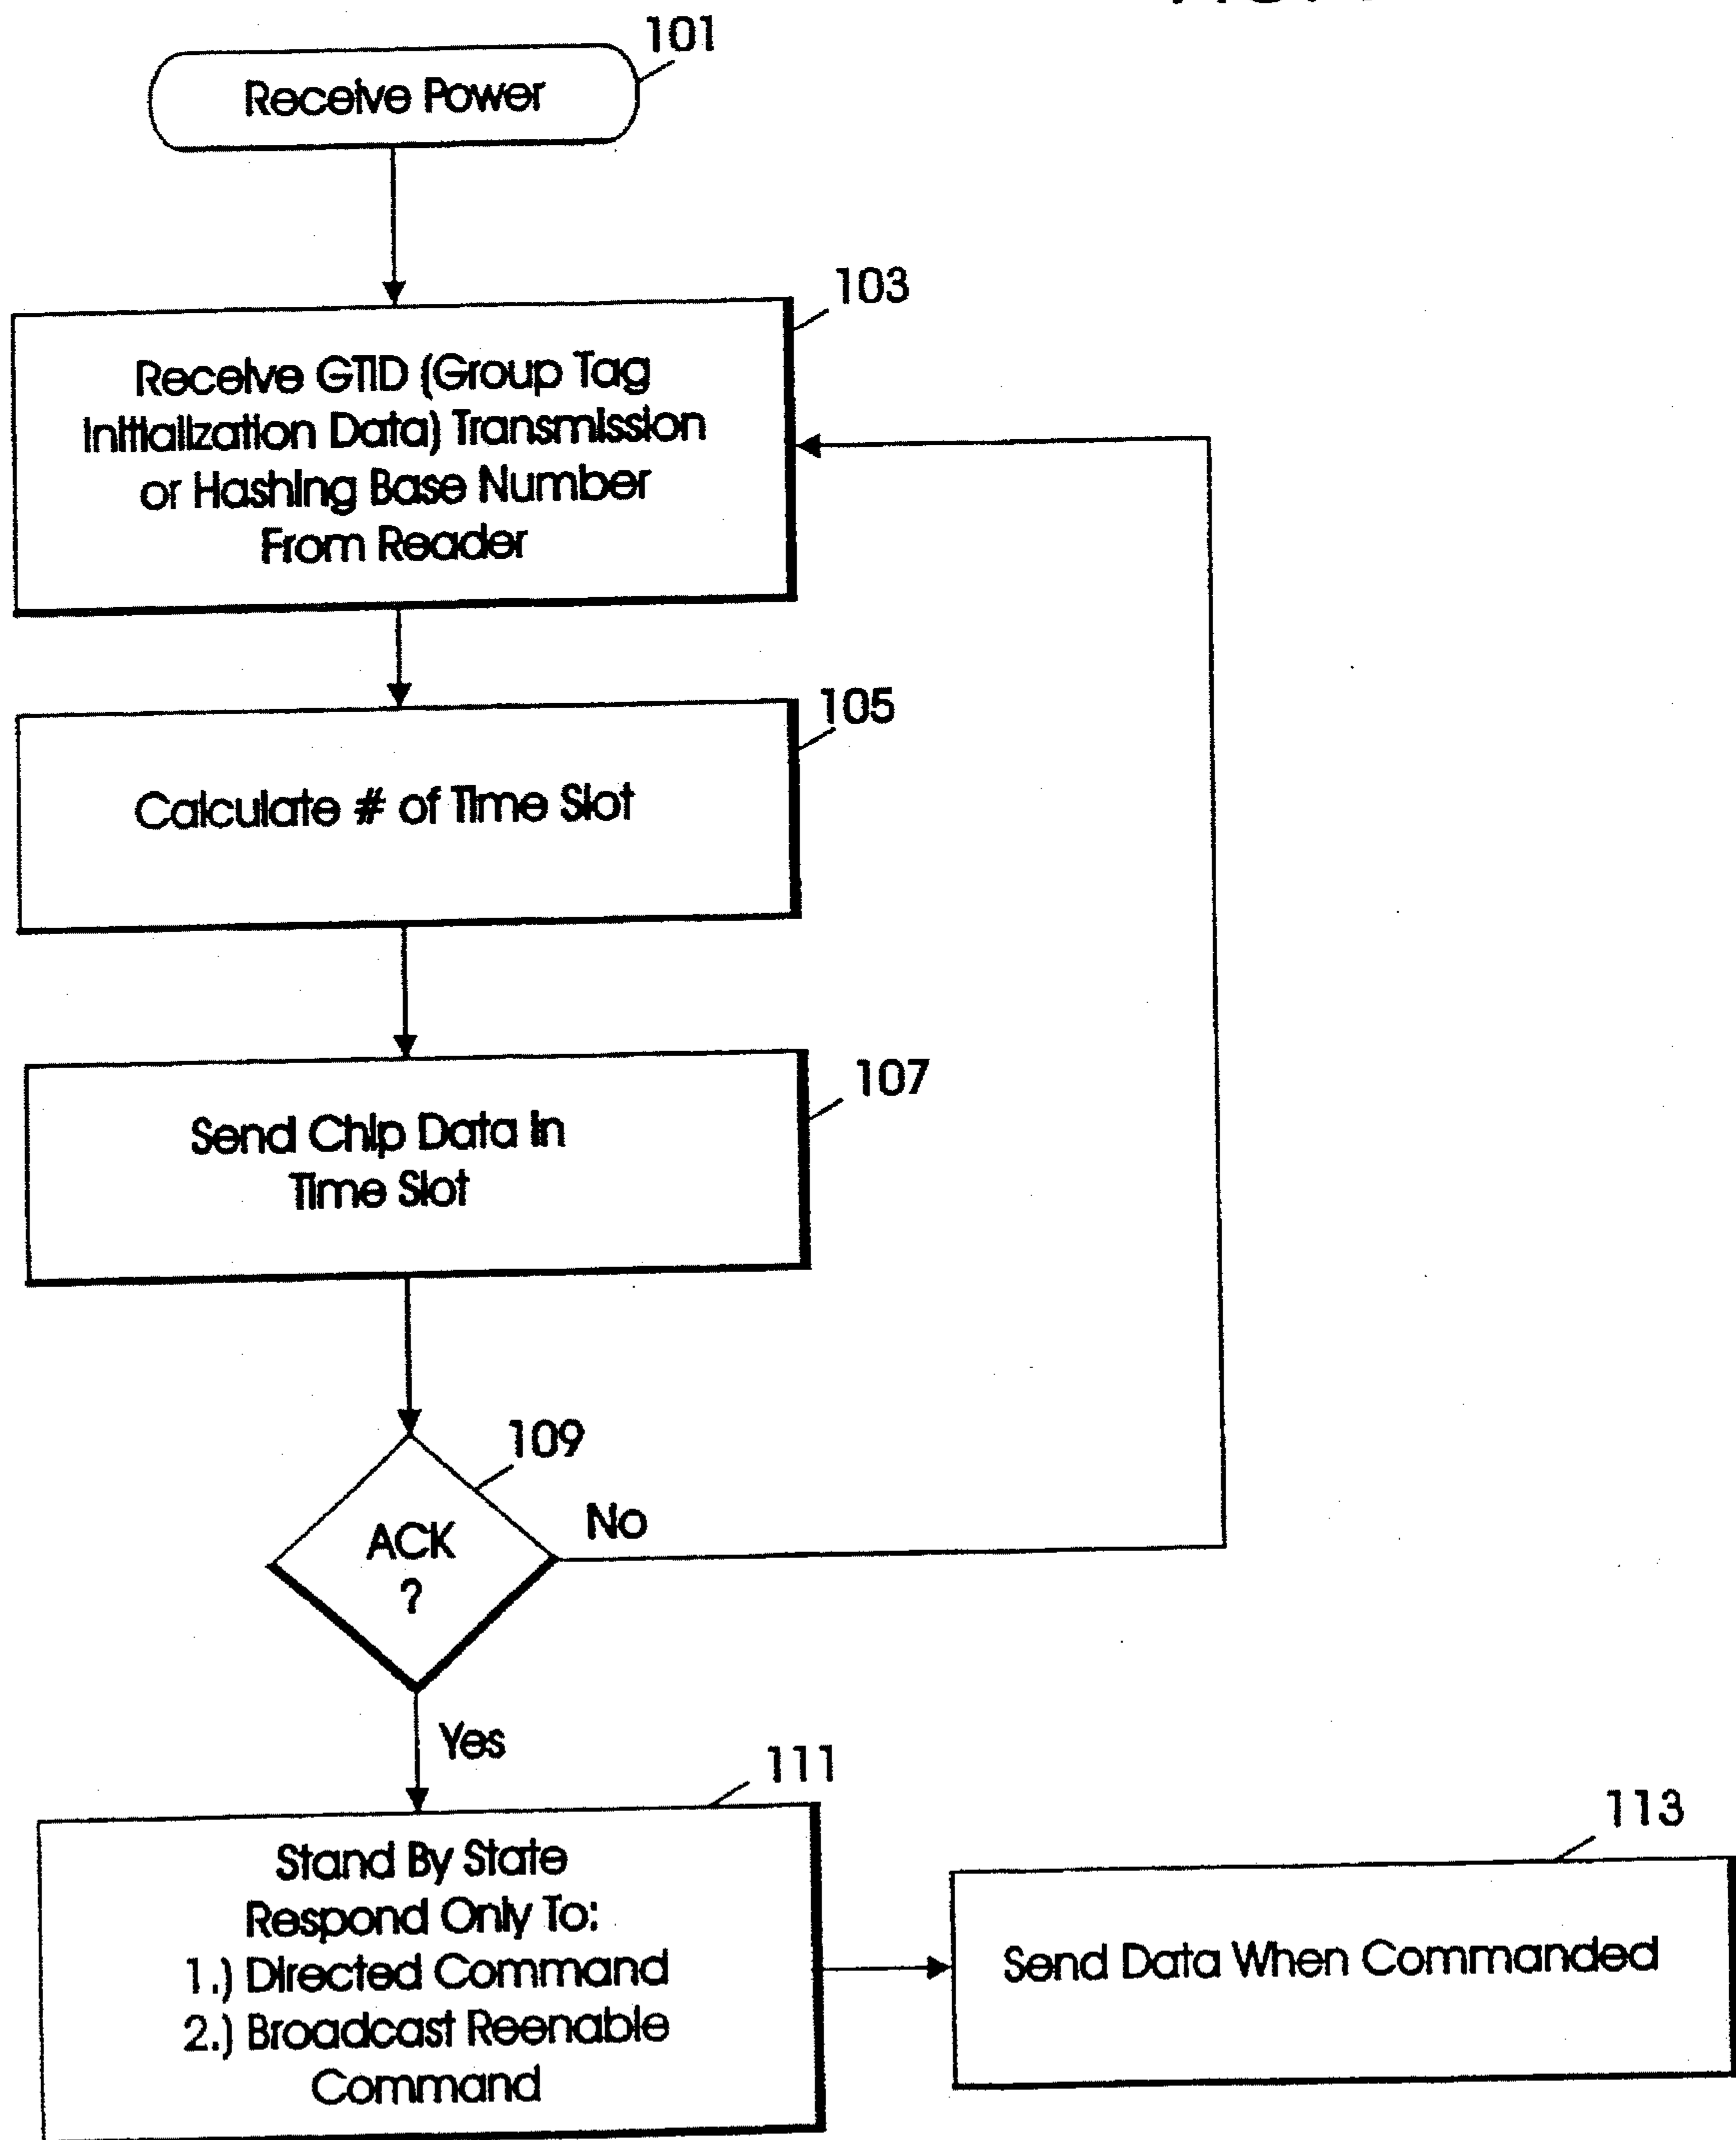 101
Receive Power
103
Receive GTID (Group Tag
Initialization Data) Transmission
or Hashing Base Number
From Reader
105
Calculate # of Time Slot
107
Send Chip Data in
Time Slot
109
ACK
?
No
Yes
111
Stand By State
Respond Only To:
1.) Directed Command
2.) Broadcast Reenable
Command
113
Send Data When Commanded